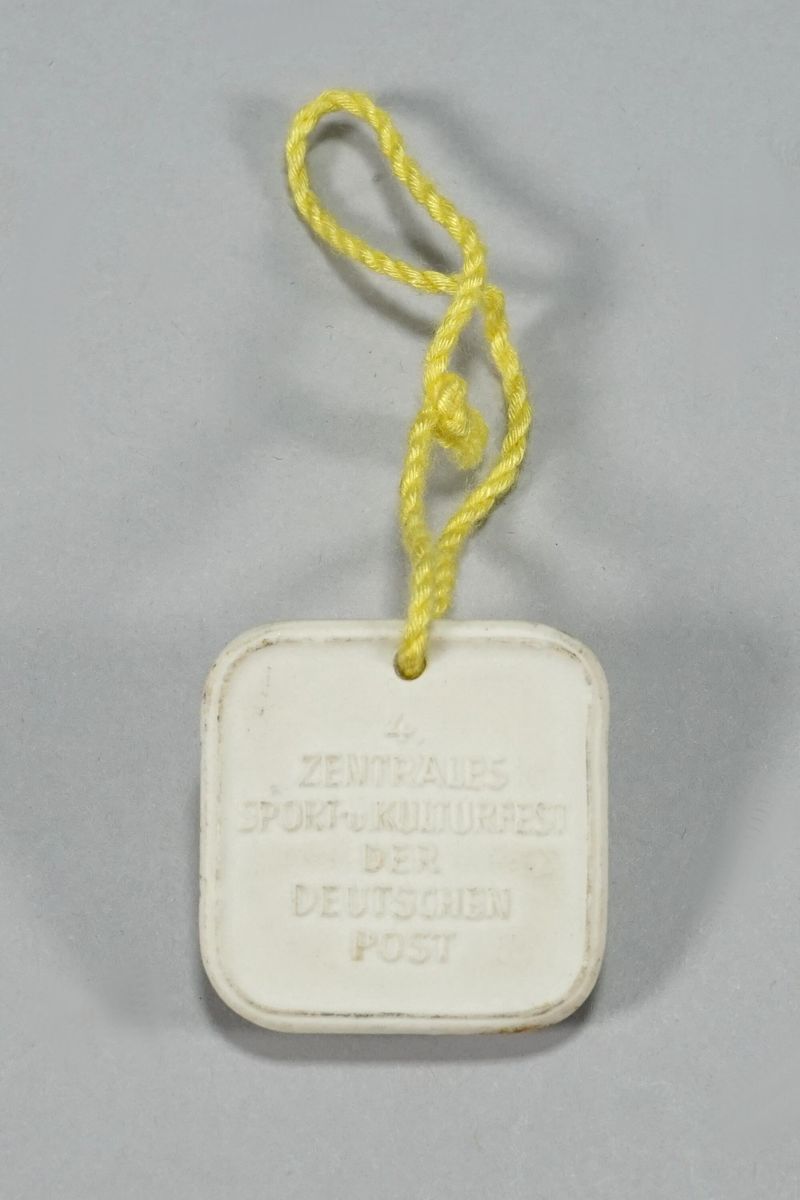 4.
ZENTRALES
SPORT-u KULTURFEST
DER
DEUTSCHEN
POST